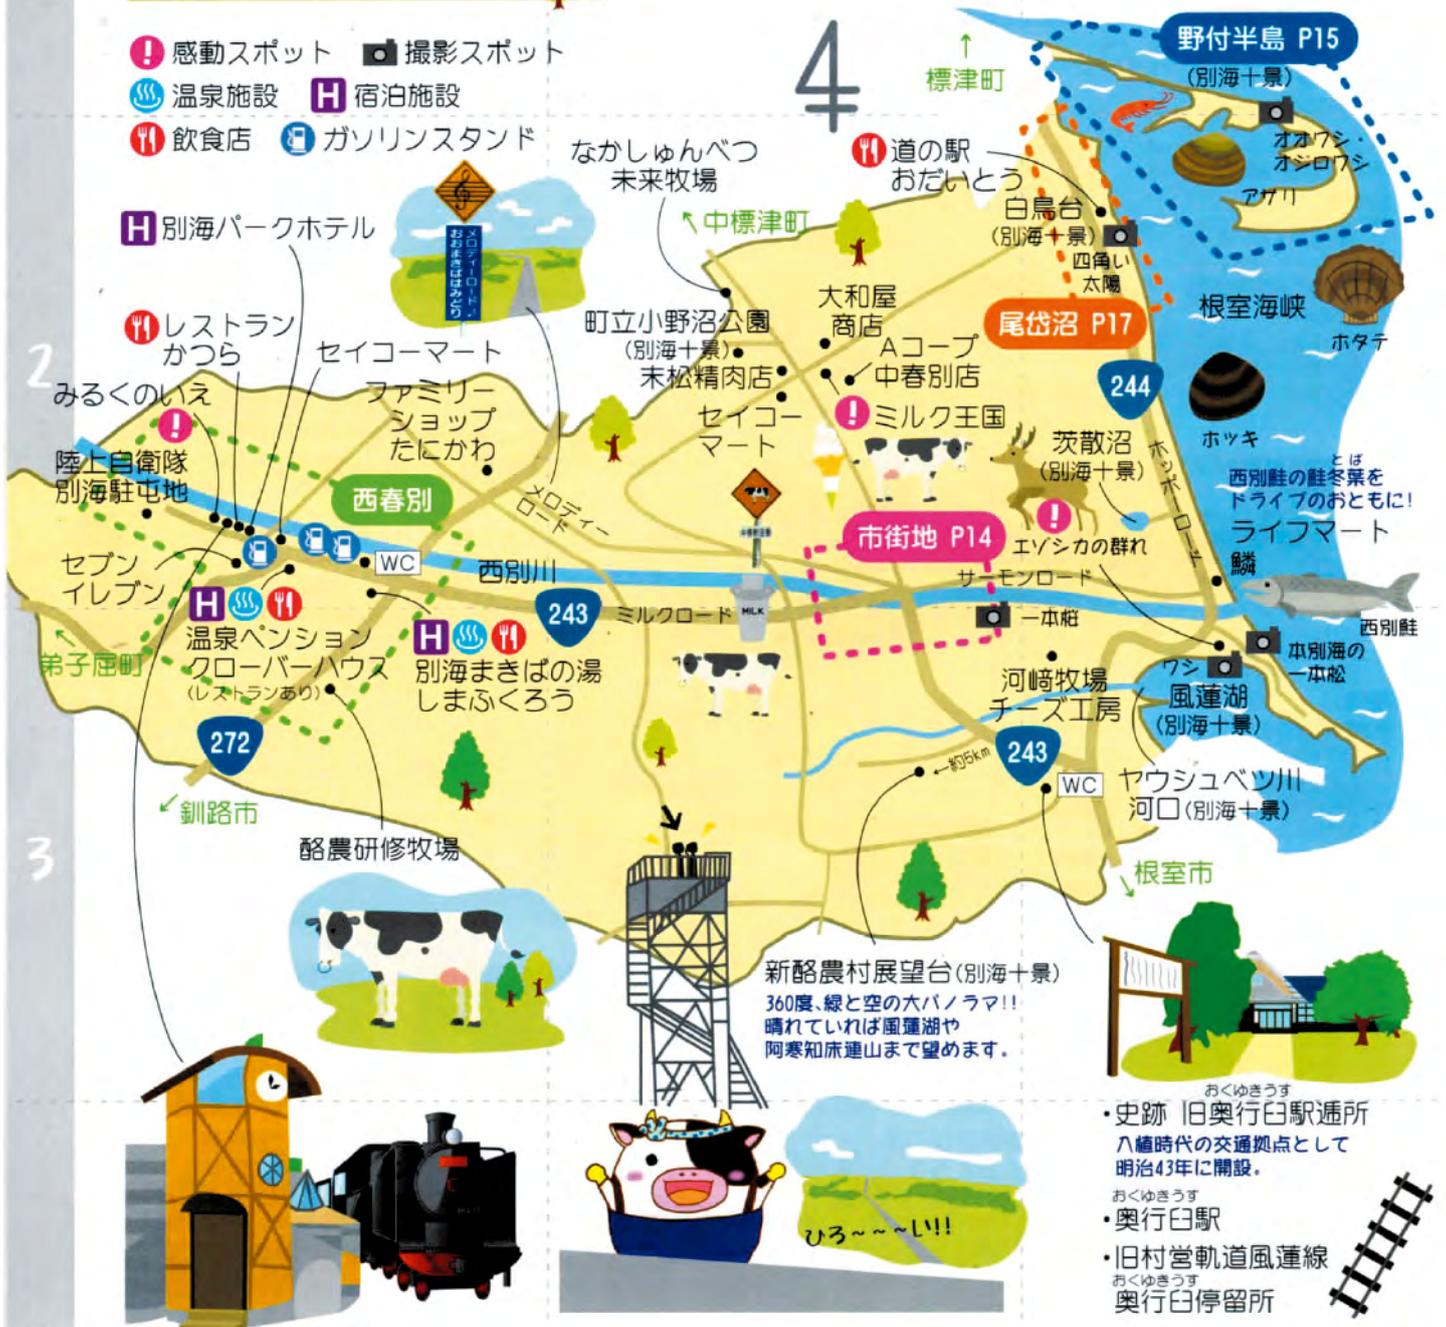 感動スポット 撮影スポット
温泉施設 宿泊施設
飲食店 ガソリンスタンド
4
標津町
野付半島 P15
(別海十景)
オオワシ・
オジロワシ
アサリ
なかしゅんべつ
未来牧場
道の駅
おだいとう
白鳥台
(別海十景)
四角い
太陽
H 別海パークホテル
メロディーロード♪
おおまきばはみどり
中標津町
根室海峡
ホタテ
尾岱沼 P17
大和屋
商店
町立小野沼公園
(別海十景)
末松精肉店
Aコープ
中春別店
セイコー
マート
ミルク王国
244
ホッキ
2
レストラン
かつら
セイコーマート
みるくのいえ
ファミリー
ショップ
たにかわ
陸上自衛隊
別海駐屯地
西春別
メロディー
ロード
茨散沼
(別海十景)
ホッポーロード
とば
西別鮭の鮭冬葉を
ドライブのおともに!
ライフマート
鱗
市街地 P14
エゾシカの群れ
サーモンロード
セブン
イレブン
WC
西別川
243
ミルクロード
MILK
一本桜
西別鮭
弟子屈町
H
温泉ペンション
クローバーハウス
(レストランあり)
H
別海まきばの湯
しまふくろう
河﨑牧場
チーズ工房
ワシ
風蓮湖
(別海十景)
本別海の
一本松
272
釧路市
243
←約5km
WC
ヤウシュベツ川
河口(別海十景)
3
酪農研修牧場
根室市
新酪農村展望台(別海十景)
360度、緑と空の大パノラマ!!
晴れていれば風蓮湖や
阿寒知床連山まで望めます。
おくゆきうす
・史跡 旧奥行臼駅逓所
入植時代の交通拠点として
明治43年に開設。
おくゆきうす
・奥行臼駅
・旧村営軌道風蓮線
おくゆきうす
奥行臼停留所
ひろ~~~い!!